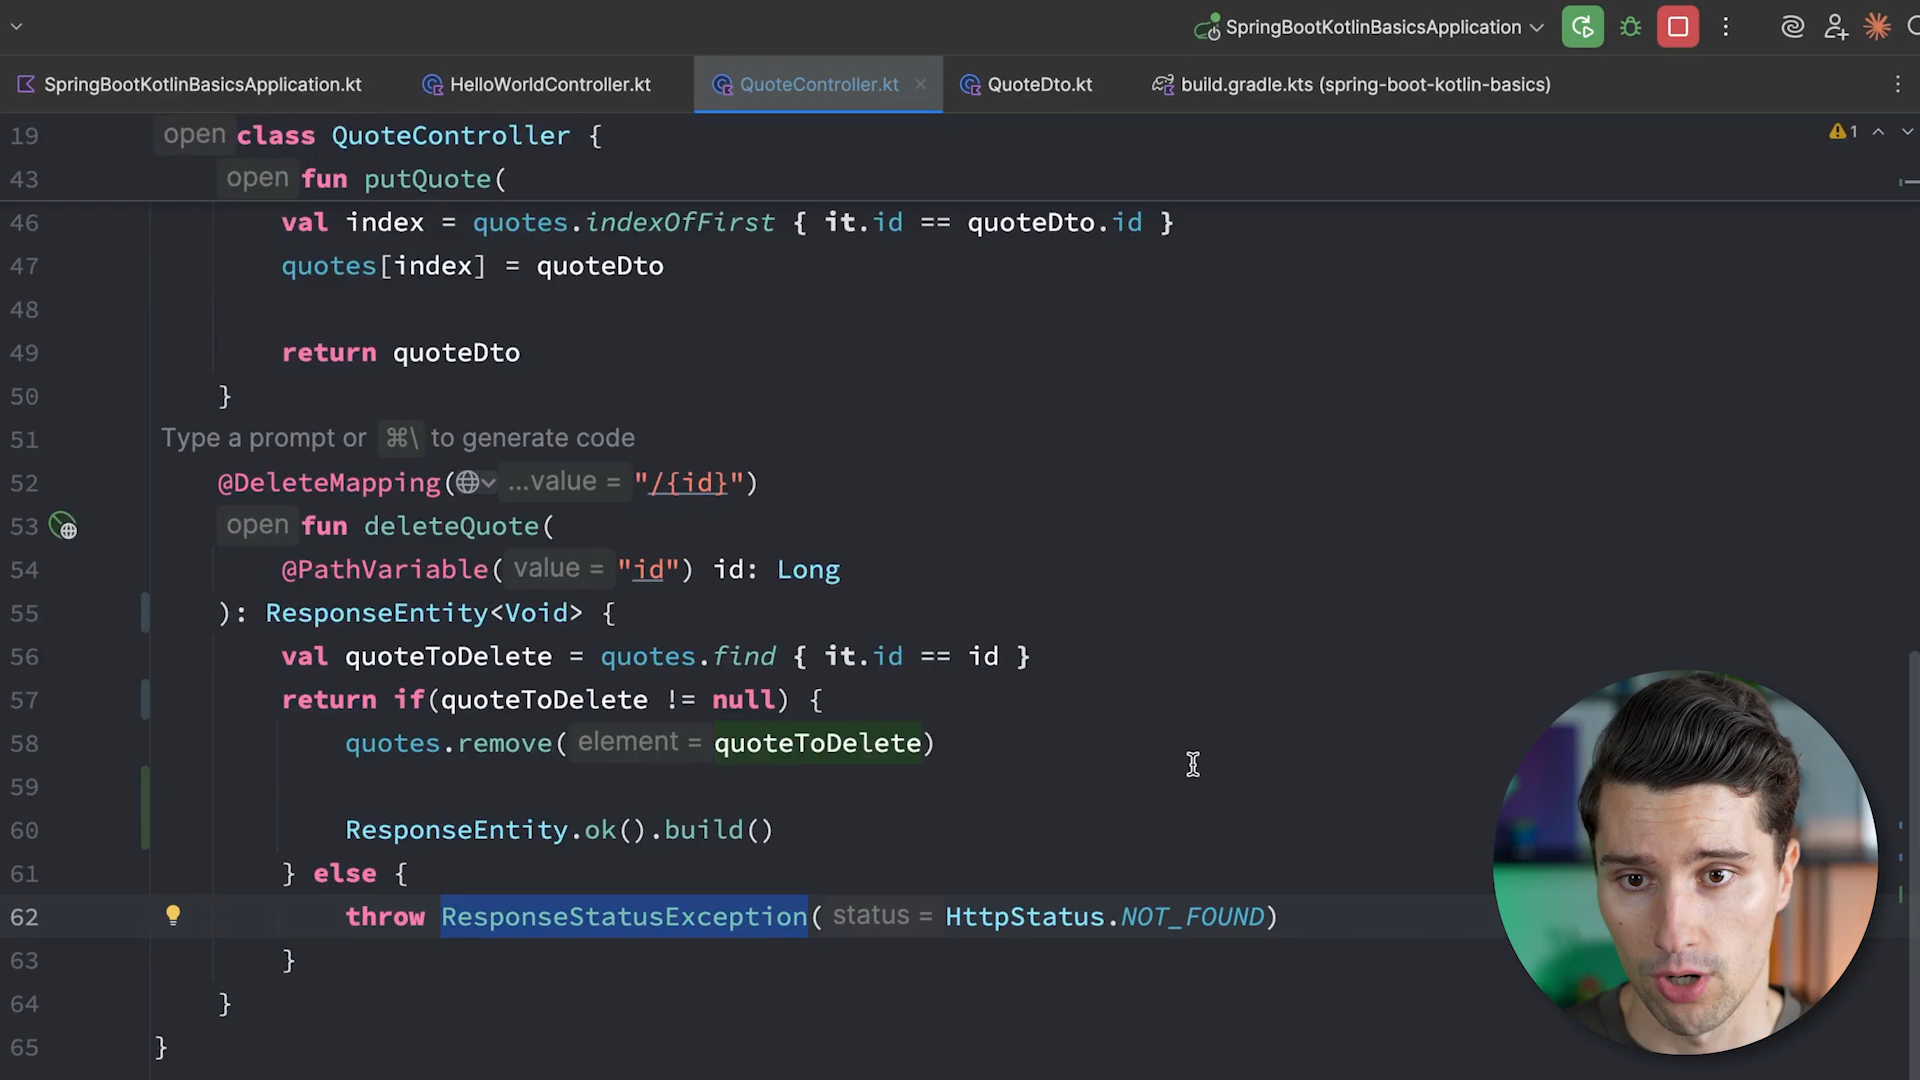 SpringBootKotlinBasicsApplication
SpringBootKotlinBasicsApplication.kt HelloWorldController.kt QuoteController.kt QuoteDto.kt build.gradle.kts (spring-boot-kotlin-basics)
19 open class QuoteController { 1
43 open fun putQuote(
46 val index = quotes.indexOfFirst { it.id == quoteDto.id }
47 quotes[index] = quoteDto
48
49 return quoteDto
50 }
51 Type a prompt or ⌘\ to generate code
52 @DeleteMapping( ...value = "/{id}")
53 open fun deleteQuote(
54 @PathVariable( value = "id") id: Long
55 ): ResponseEntity<Void> {
56 val quoteToDelete = quotes.find { it.id == id }
57 return if(quoteToDelete != null) {
58 quotes.remove( element = quoteToDelete)
59
60 ResponseEntity.ok().build()
61 } else {
62 throw ResponseStatusException( status = HttpStatus.NOT_FOUND)
63 }
64 }
65 }